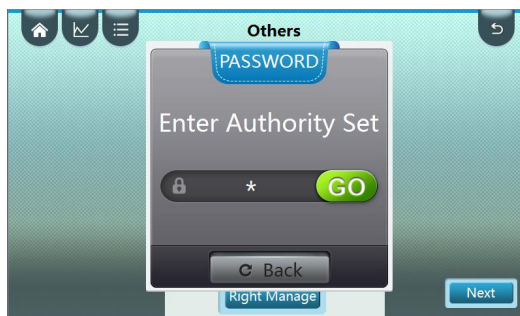 Others
PASSWORD
Enter Authority Set
*
GO
Back
Right Manage
Next